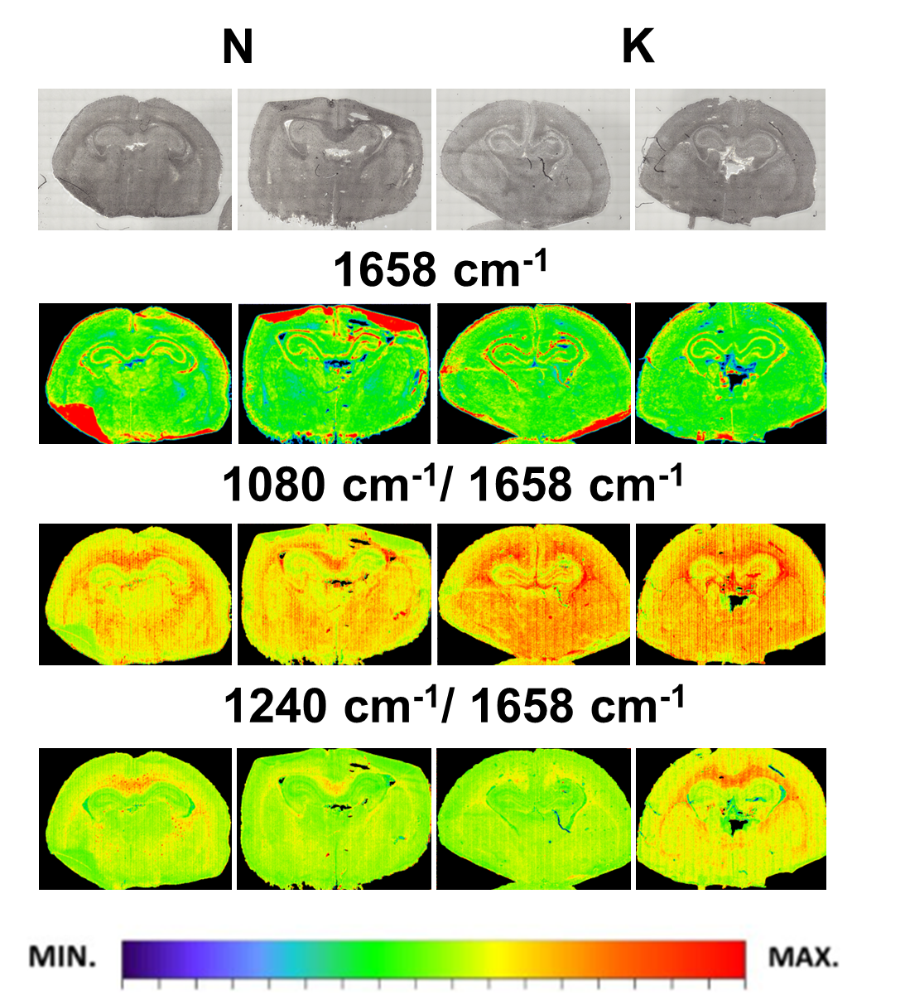 N K
1658 cm⁻¹
1080 cm⁻¹/ 1658 cm⁻¹
1240 cm⁻¹/ 1658 cm⁻¹
MIN. MAX.